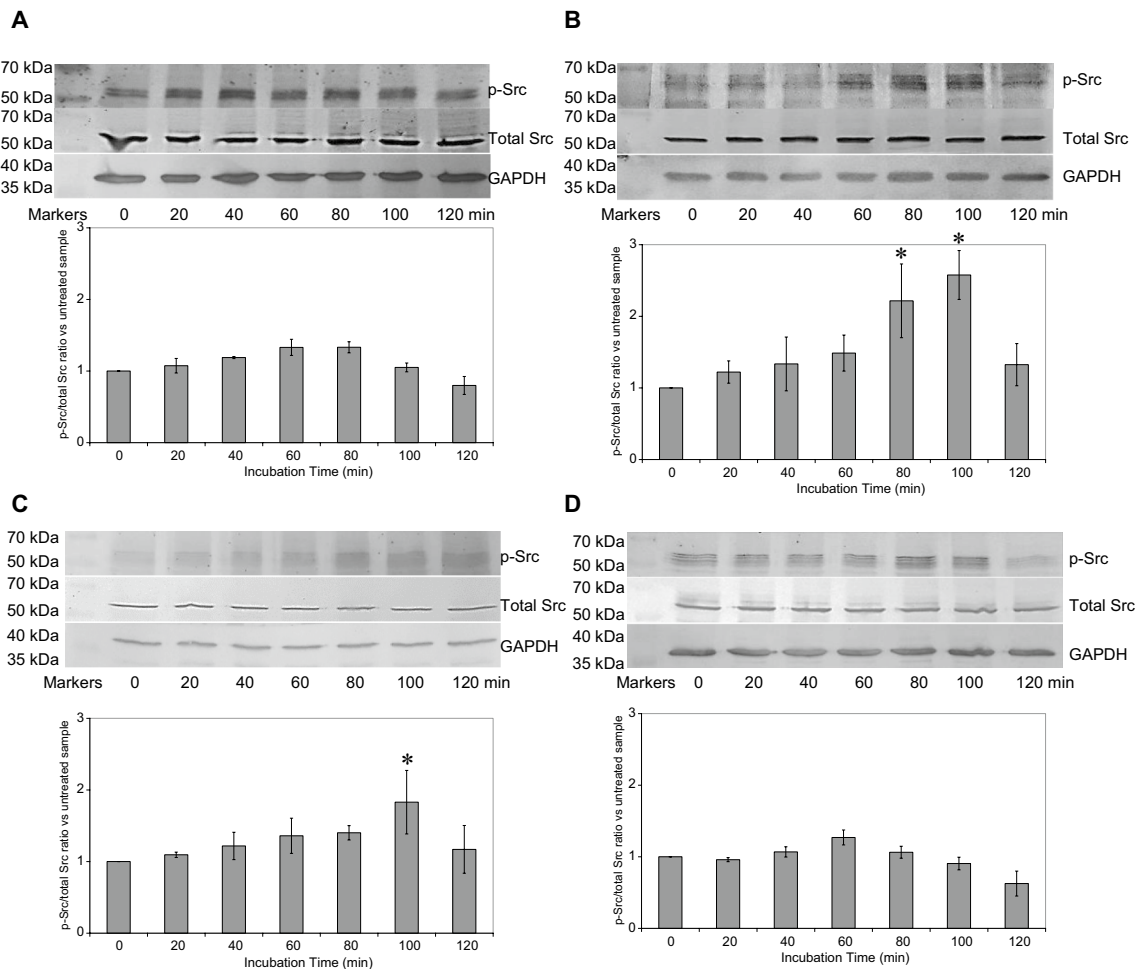 A
70 kDa
50 kDa
p-Src
70 kDa
50 kDa
Total Src
40 kDa
35 kDa
GAPDH
Markers 0 20 40 60 80 100 120 min
p-Src/total Src ratio vs untreated sample
3
2
1
0
0 20 40 60 80 100 120
Incubation Time (min)
B
70 kDa
50 kDa
p-Src
70 kDa
50 kDa
Total Src
40 kDa
35 kDa
GAPDH
Markers 0 20 40 60 80 100 120 min
p-Src/total Src ratio vs untreated sample
3
2
1
0
* *
0 20 40 60 80 100 120
Incubation Time (min)
C
70 kDa
50 kDa
p-Src
70 kDa
50 kDa
Total Src
40 kDa
35 kDa
GAPDH
Markers 0 20 40 60 80 100 120 min
p-Src/total Src ratio vs untreated sample
3
2
1
0
*
0 20 40 60 80 100 120
Incubation Time (min)
D
70 kDa
50 kDa
p-Src
70 kDa
50 kDa
Total Src
40 kDa
35 kDa
GAPDH
Markers 0 20 40 60 80 100 120 min
p-Src/total Src ratio vs untreated sample
3
2
1
0
0 20 40 60 80 100 120
Incubation Time (min)